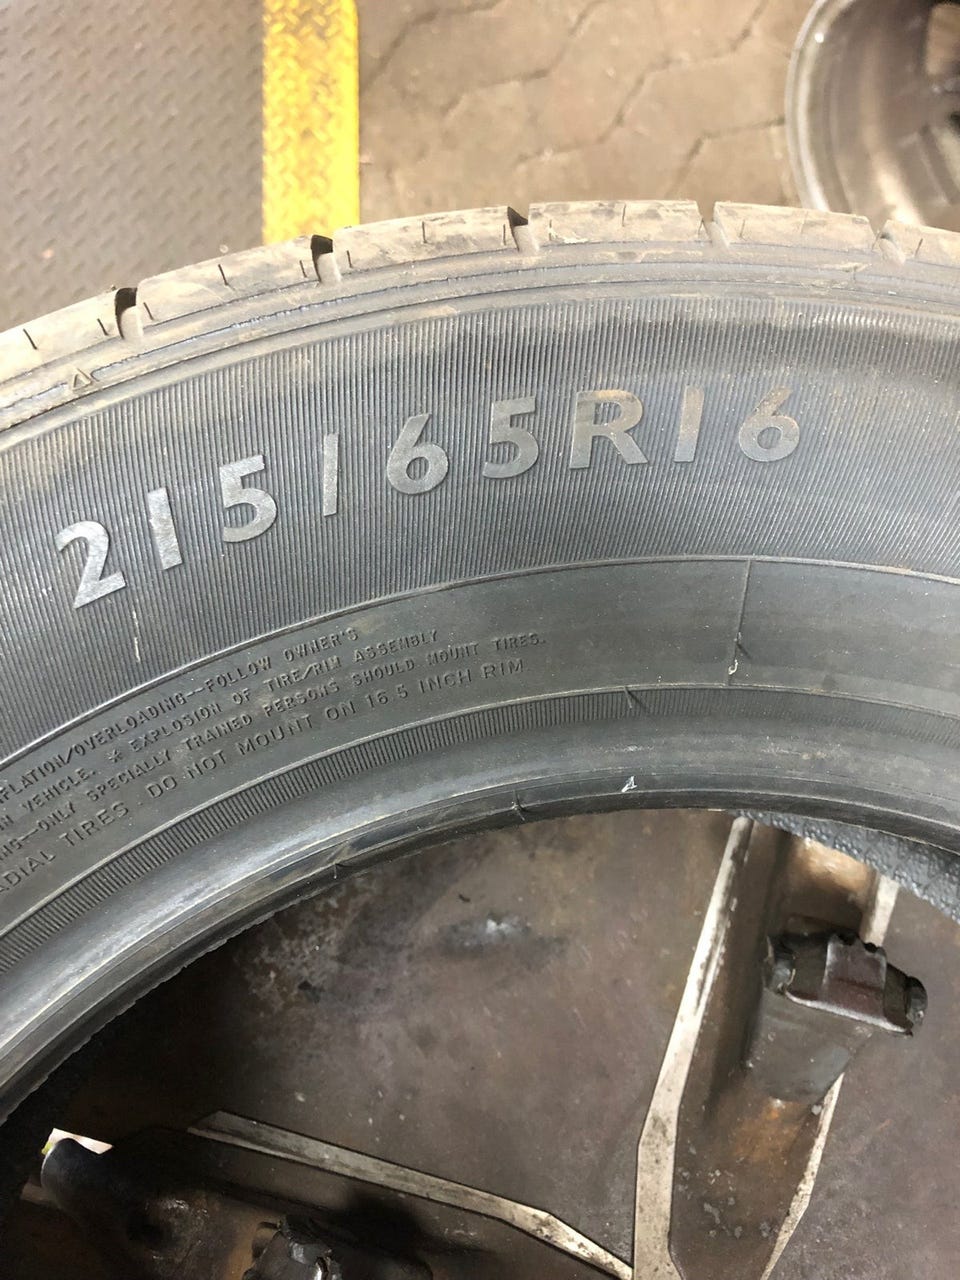 215/65R16
FLATION/OVERLOADING--FOLLOW OWNER'S
VEHICLE. * EXPLOSION OF TIRE/RIM ASSEMBLY
--ONLY SPECIALLY TRAINED PERSONS SHOULD MOUNT TIRES.
ADIAL TIRES. DO NOT MOUNT ON 16.5 INCH RIM